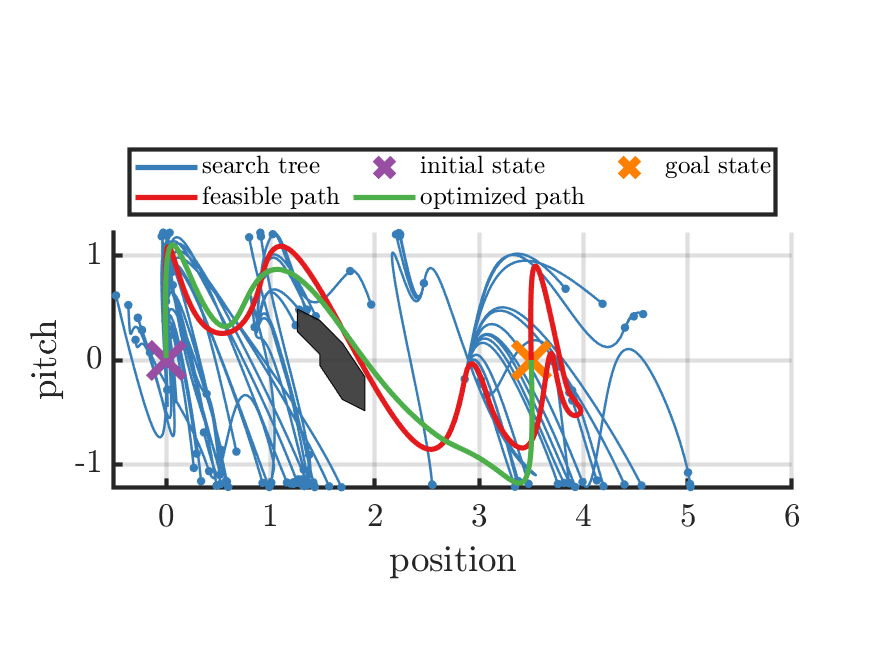 search tree initial state goal state
feasible path optimized path
1
0
-1
pitch
0 1 2 3 4 5 6
position